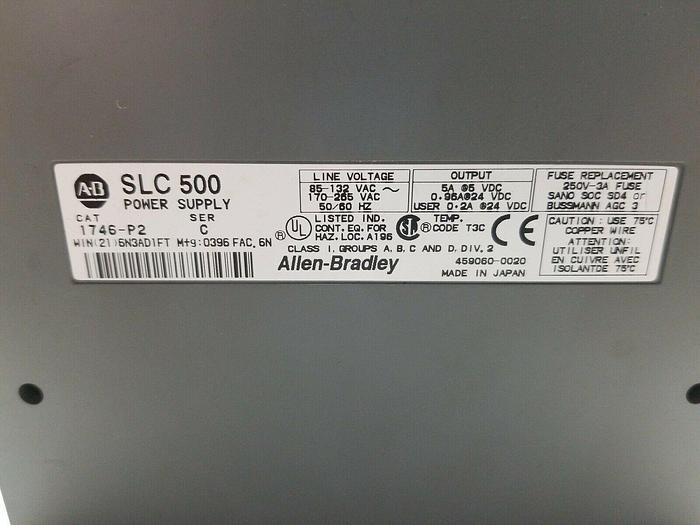 A-B SLC 500
POWER SUPPLY
CAT SER
1746-P2 C
WIN(21)6N3AD1FT Mfg:0396 FAC. 6N
LINE VOLTAGE
85-132 VAC ~
170-265 VAC
50/60 HZ
OUTPUT
5A @5 VDC
0.96A@24 VDC
USER 0.2A @24 VDC
UL LISTED IND.
CONT. EQ. FOR
HAZ. LOC. A196
TEMP.
CODE T3C
CE
CLASS I, GROUPS A, B, C AND D, DIV, 2
Allen-Bradley
459060-0020
MADE IN JAPAN
FUSE REPLACEMENT
250V-3A FUSE
SANO SOC SD4 or
BUSSMANN AGC 3
CAUTION : USE 75°C
COPPER WIRE
ATTENTION:
UTILISER UNFIL
EN CUIVRE AVEC
ISOLANTDE 75°C